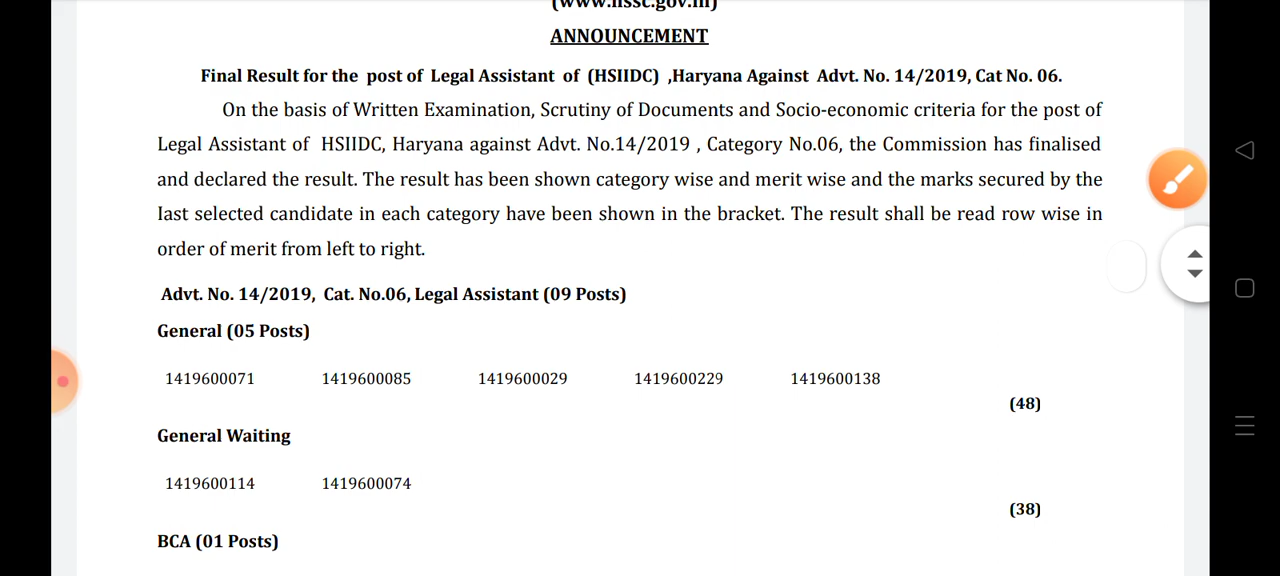 (www.hssc.gov.in)
ANNOUNCEMENT
Final Result for the post of Legal Assistant of (HSIIDC) ,Haryana Against Advt. No. 14/2019, Cat No. 06.
On the basis of Written Examination, Scrutiny of Documents and Socio-economic criteria for the post of
Legal Assistant of HSIIDC, Haryana against Advt. No.14/2019 , Category No.06, the Commission has finalised
and declared the result. The result has been shown category wise and merit wise and the marks secured by the
last selected candidate in each category have been shown in the bracket. The result shall be read row wise in
order of merit from left to right.
Advt. No. 14/2019, Cat. No.06, Legal Assistant (09 Posts)
General (05 Posts)
1419600071 1419600085 1419600029 1419600229 1419600138
(48)
General Waiting
1419600114 1419600074
(38)
BCA (01 Posts)